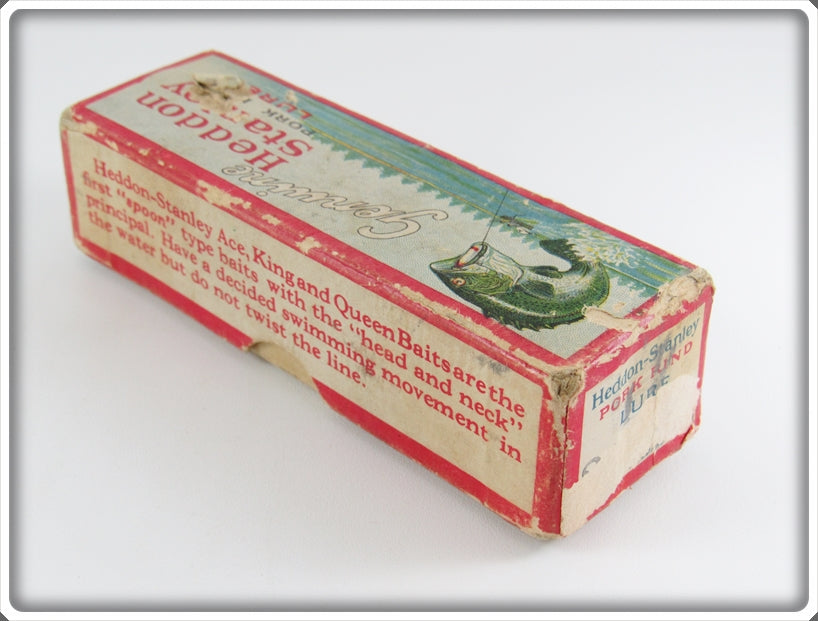 Genuine
Heddon
PORK
LURE
Heddon-Stanley Ace, King and Queen Baits are the
first "spoon" type baits with the "head and neck"
principal. Have a decided swimming movement in
the water but do not twist the line.
Heddon-Stanley
PORK RIND
LURE